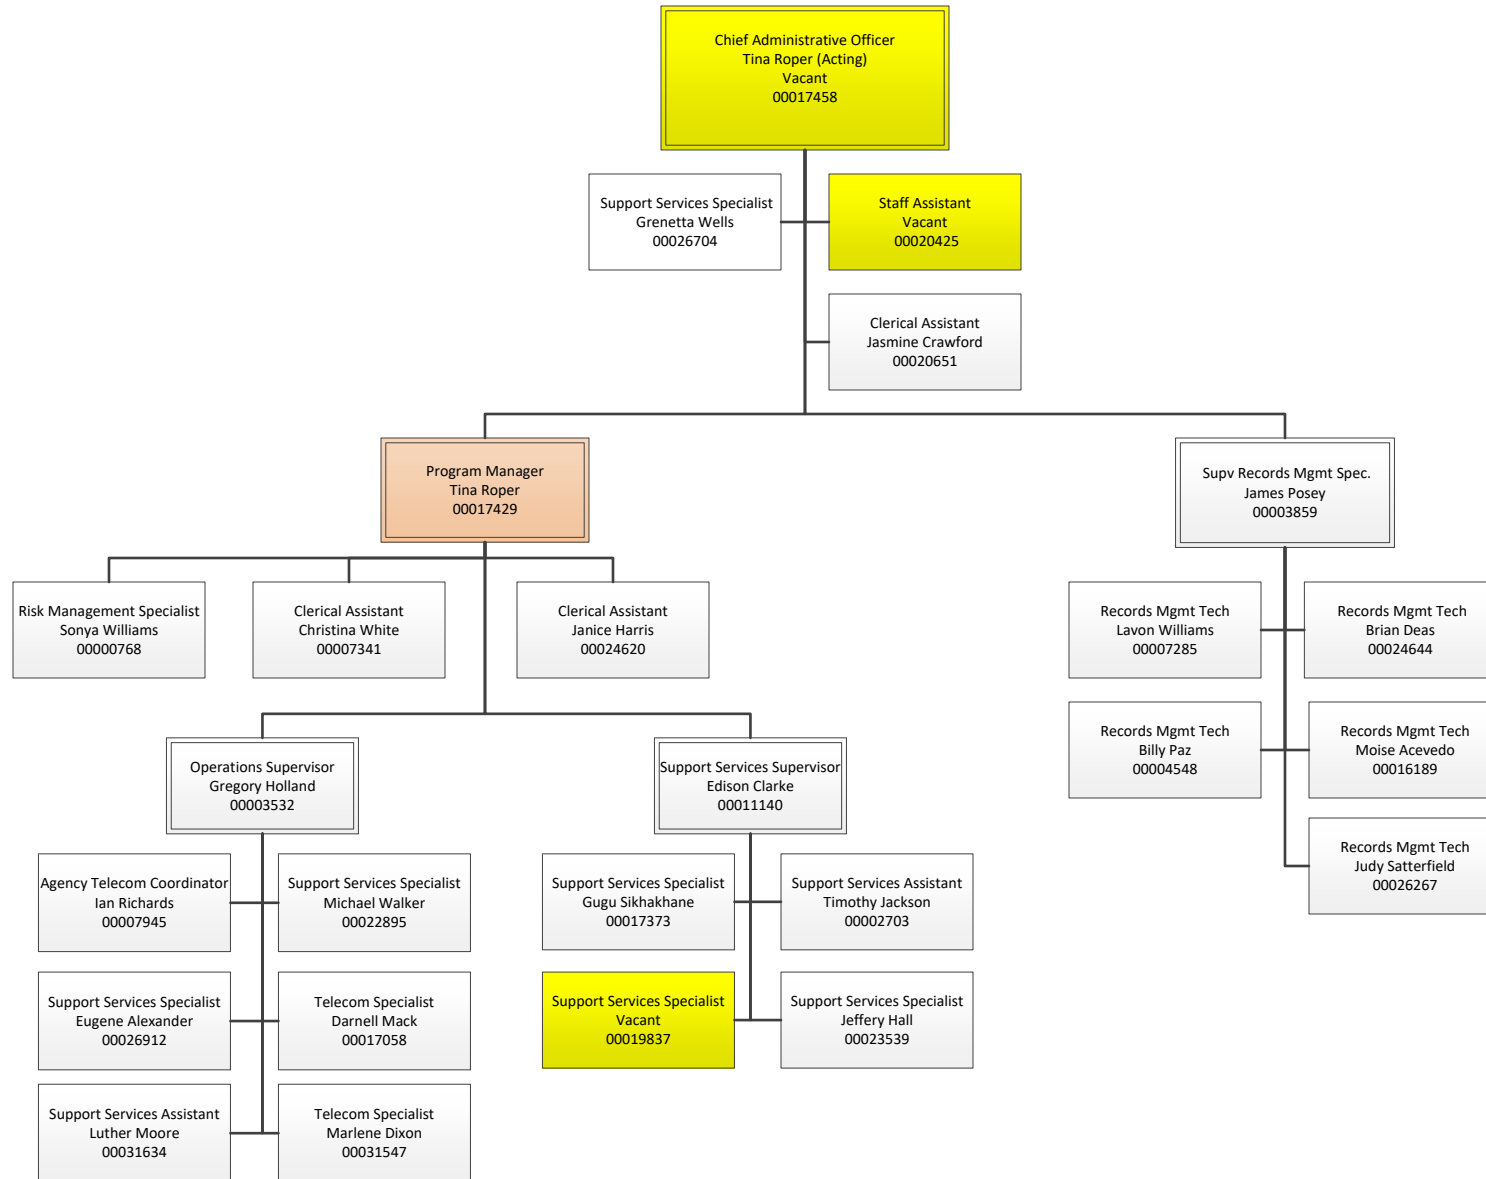 Chief Administrative Officer
Tina Roper (Acting)
Vacant
00017458
Support Services Specialist
Grenetta Wells
00026704
Staff Assistant
Vacant
00020425
Clerical Assistant
Jasmine Crawford
00020651
Program Manager
Tina Roper
00017429
Supv Records Mgmt Spec.
James Posey
00003859
Risk Management Specialist
Sonya Williams
00000768
Clerical Assistant
Christina White
00007341
Clerical Assistant
Janice Harris
00024620
Records Mgmt Tech
Lavon Williams
00007285
Records Mgmt Tech
Brian Deas
00024644
Records Mgmt Tech
Billy Paz
00004548
Records Mgmt Tech
Moise Acevedo
00016189
Records Mgmt Tech
Judy Satterfield
00026267
Operations Supervisor
Gregory Holland
00003532
Support Services Supervisor
Edison Clarke
00011140
Agency Telecom Coordinator
Ian Richards
00007945
Support Services Specialist
Michael Walker
00022895
Support Services Specialist
Gugu Sikhakhane
00017373
Support Services Assistant
Timothy Jackson
00002703
Support Services Specialist
Eugene Alexander
00026912
Telecom Specialist
Darnell Mack
00017058
Support Services Specialist
Vacant
00019837
Support Services Specialist
Jeffery Hall
00023539
Support Services Assistant
Luther Moore
00031634
Telecom Specialist
Marlene Dixon
00031547